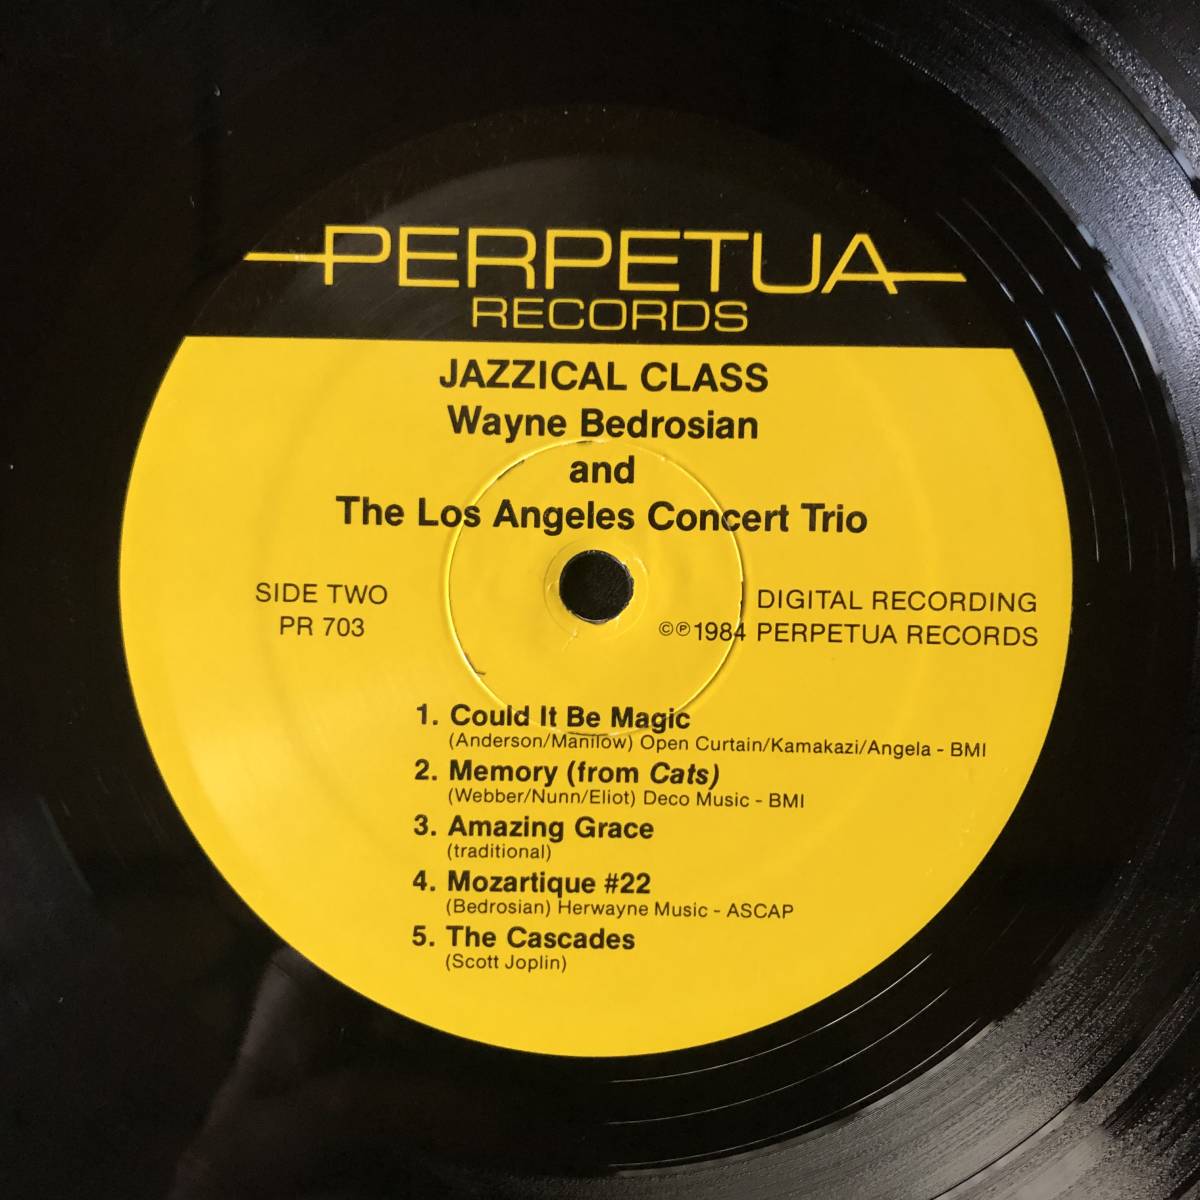 PERPETUA
RECORDS
JAZZICAL CLASS
Wayne Bedrosian
and
The Los Angeles Concert Trio
SIDE TWO
PR 703
DIGITAL RECORDING
©℗1984 PERPETUA RECORDS
1. Could It Be Magic
(Anderson/Manilow) Open Curtain/Kamakazi/Angela - BMI
2. Memory (from Cats)
(Webber/Nunn/Eliot) Deco Music - BMI
3. Amazing Grace
(traditional)
4. Mozartique #22
(Bedrosian) Herwayne Music - ASCAP
5. The Cascades
(Scott Joplin)